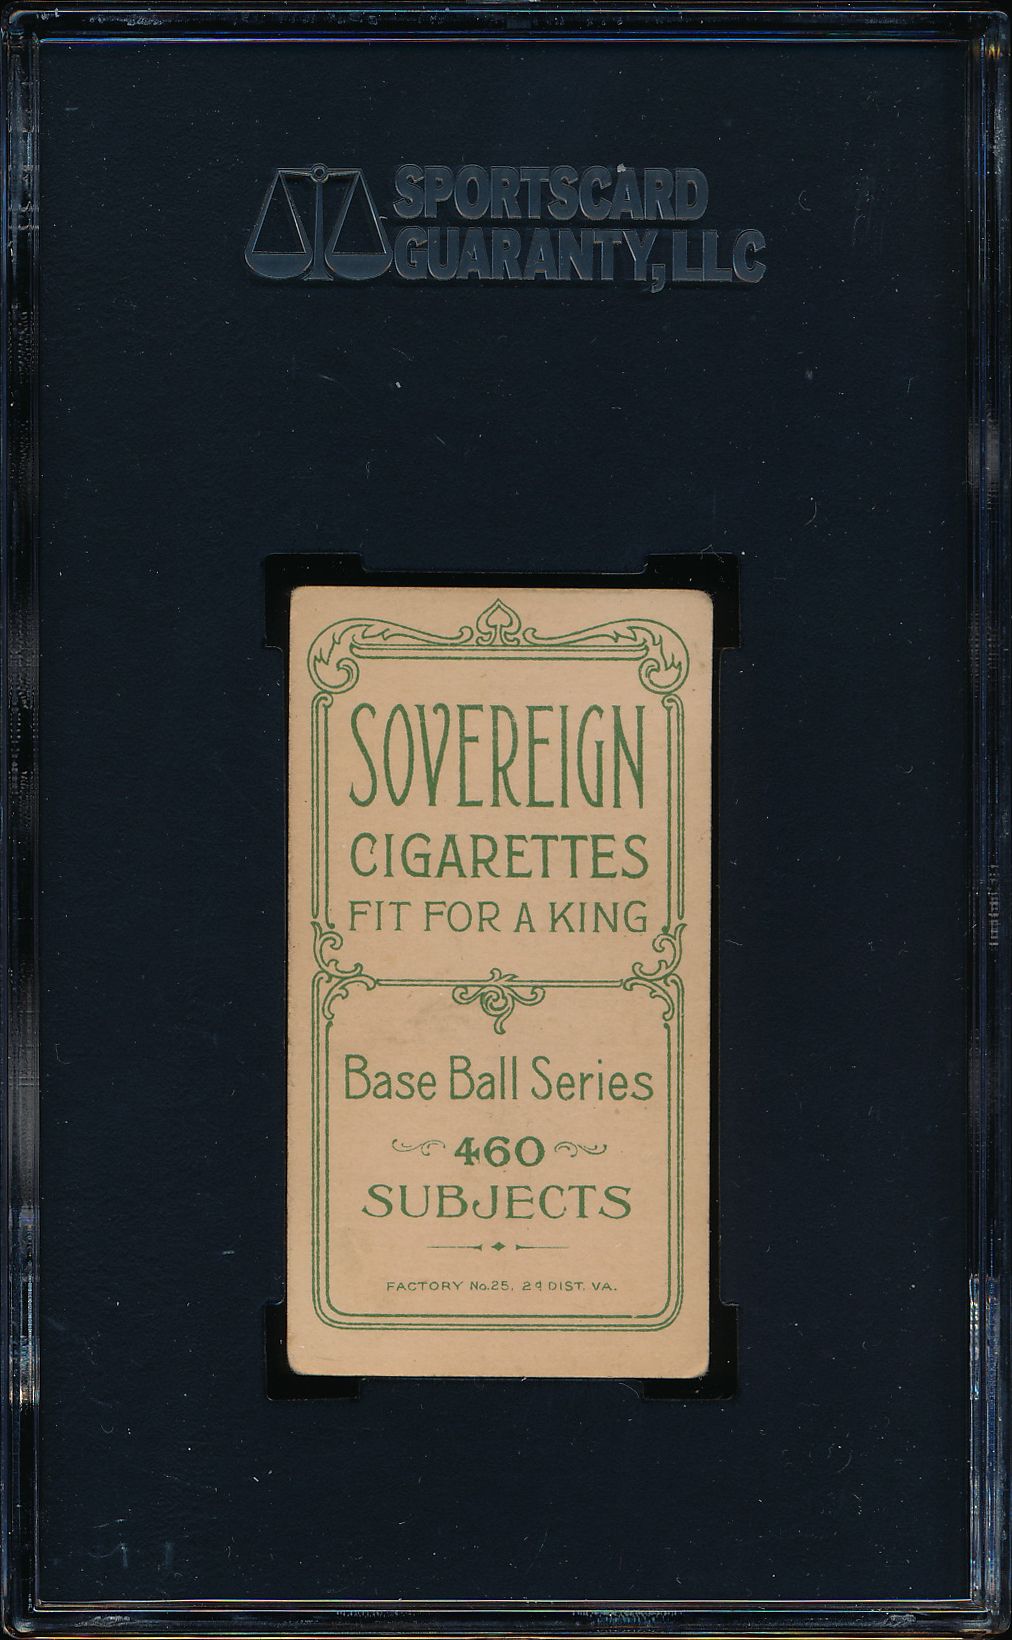 SPORTSCARD
GUARANTY, LLC
SOVEREIGN
CIGARETTES
FIT FOR A KING
Base Ball Series
460
SUBJECTS
FACTORY No. 25, 2d DIST. VA.